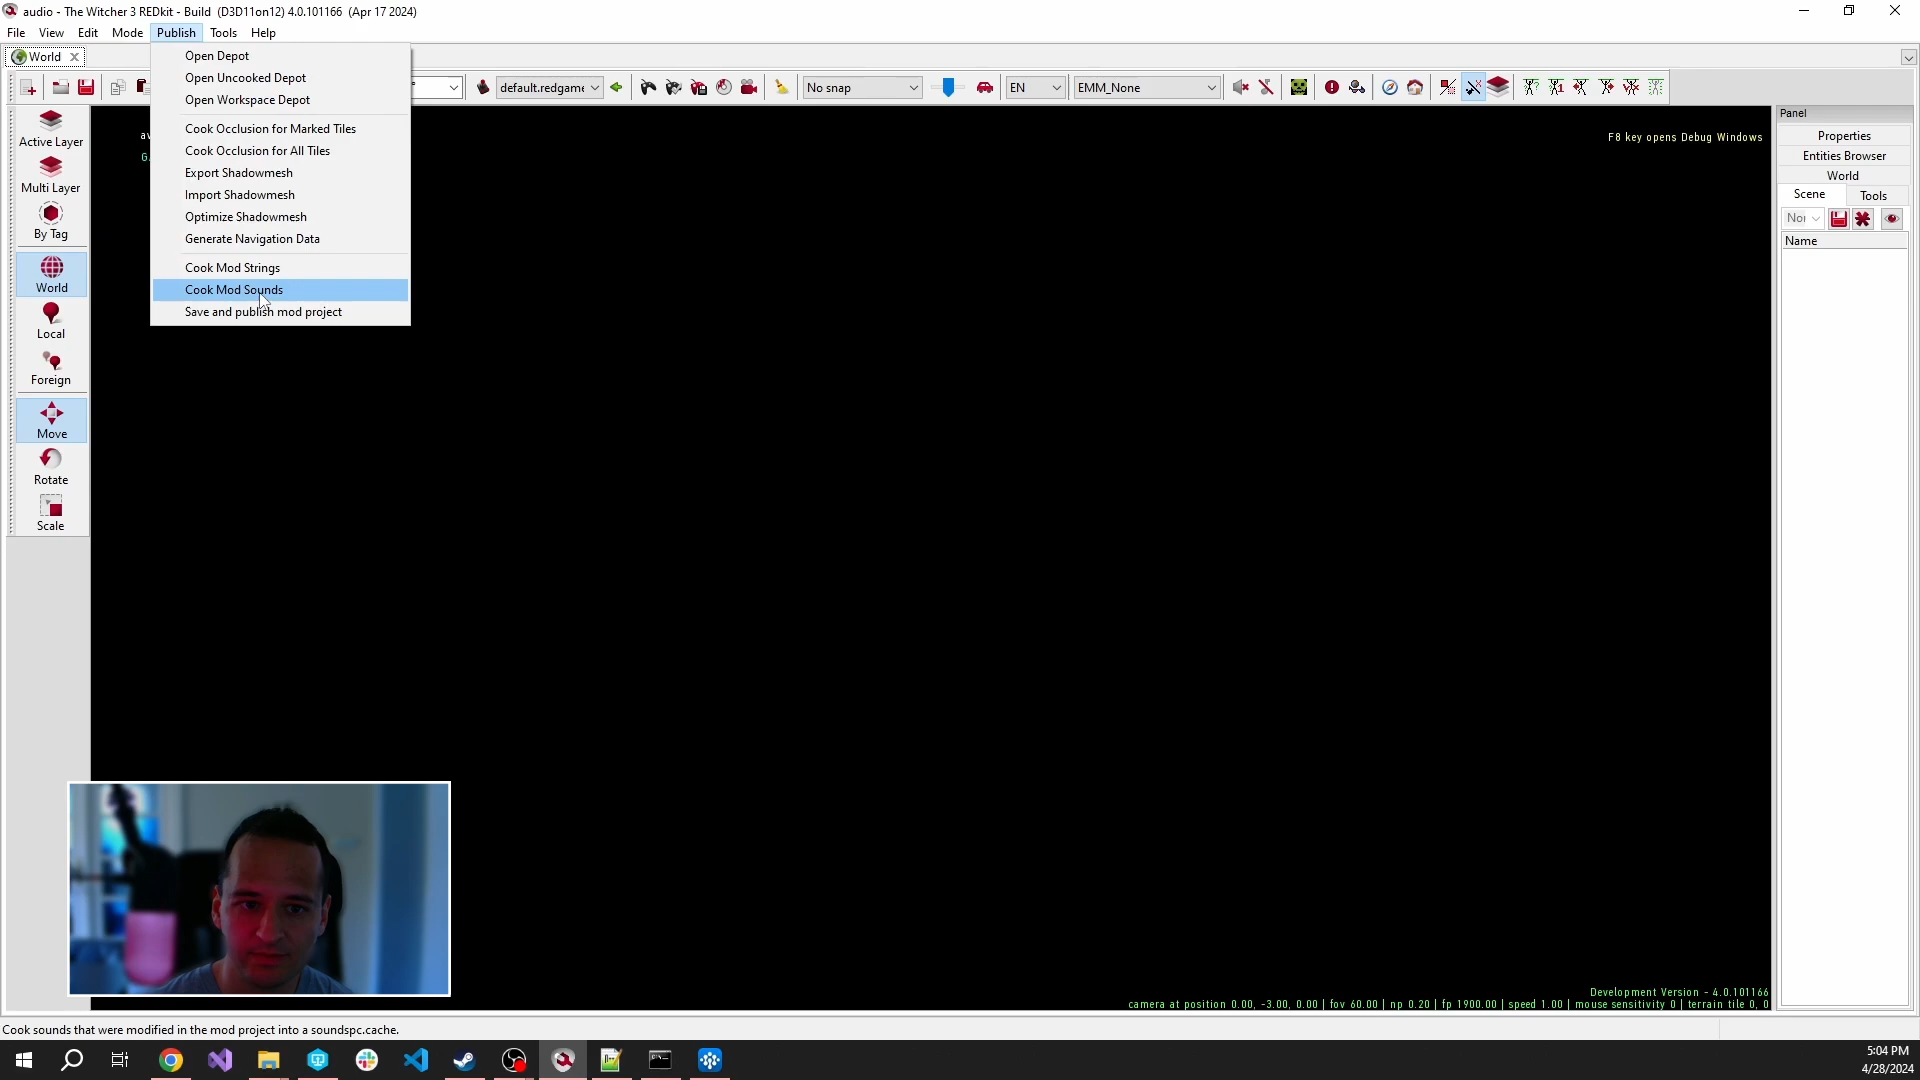 audio - The Witcher 3 REDkit - Build (D3D11on12) 4.0.101166 (Apr 17 2024)
File View Edit Mode Publish Tools Help
World
default.redgame No snap EN EMM_None
Open Depot
Open Uncooked Depot
Open Workspace Depot
Cook Occlusion for Marked Tiles
Cook Occlusion for All Tiles
Export Shadowmesh
Import Shadowmesh
Optimize Shadowmesh
Generate Navigation Data
Cook Mod Strings
Cook Mod Sounds
Save and publish mod project
Active Layer
Multi Layer
By Tag
World
Local
Foreign
Move
Rotate
Scale
F8 key opens Debug Windows
Panel
Properties
Entities Browser
World
Scene Tools
Name
Development Version - 4.0.101166
camera at position 0.00, -3.00, 0.00 | fov 60.00 | np 0.20 | fp 1900.00 | speed 1.00 | mouse sensitivity 0 | terrain tile 0, 0
Cook sounds that were modified in the mod project into a soundspc.cache.
5:04 PM
4/28/2024